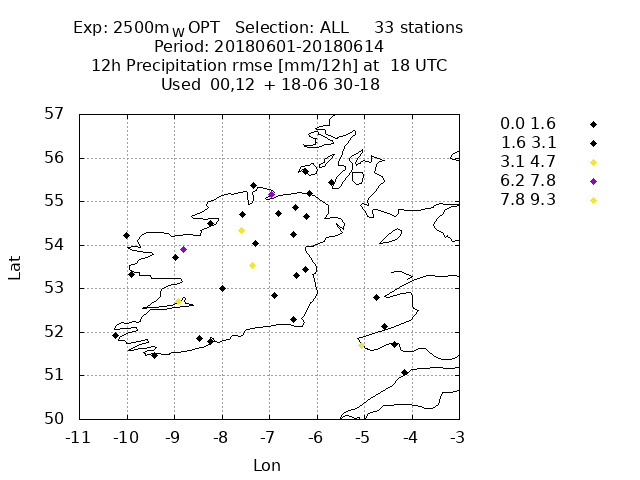 Exp: 2500m_W OPT   Selection: ALL     33 stations
Period: 20180601-20180614
12h Precipitation rmse [mm/12h] at  18 UTC
Used  00,12  + 18-06 30-18
57
56
55
54
53
52
51
50
Lat
-11 -10 -9 -8 -7 -6 -5 -4 -3
Lon
0.0 1.6
1.6 3.1
3.1 4.7
6.2 7.8
7.8 9.3